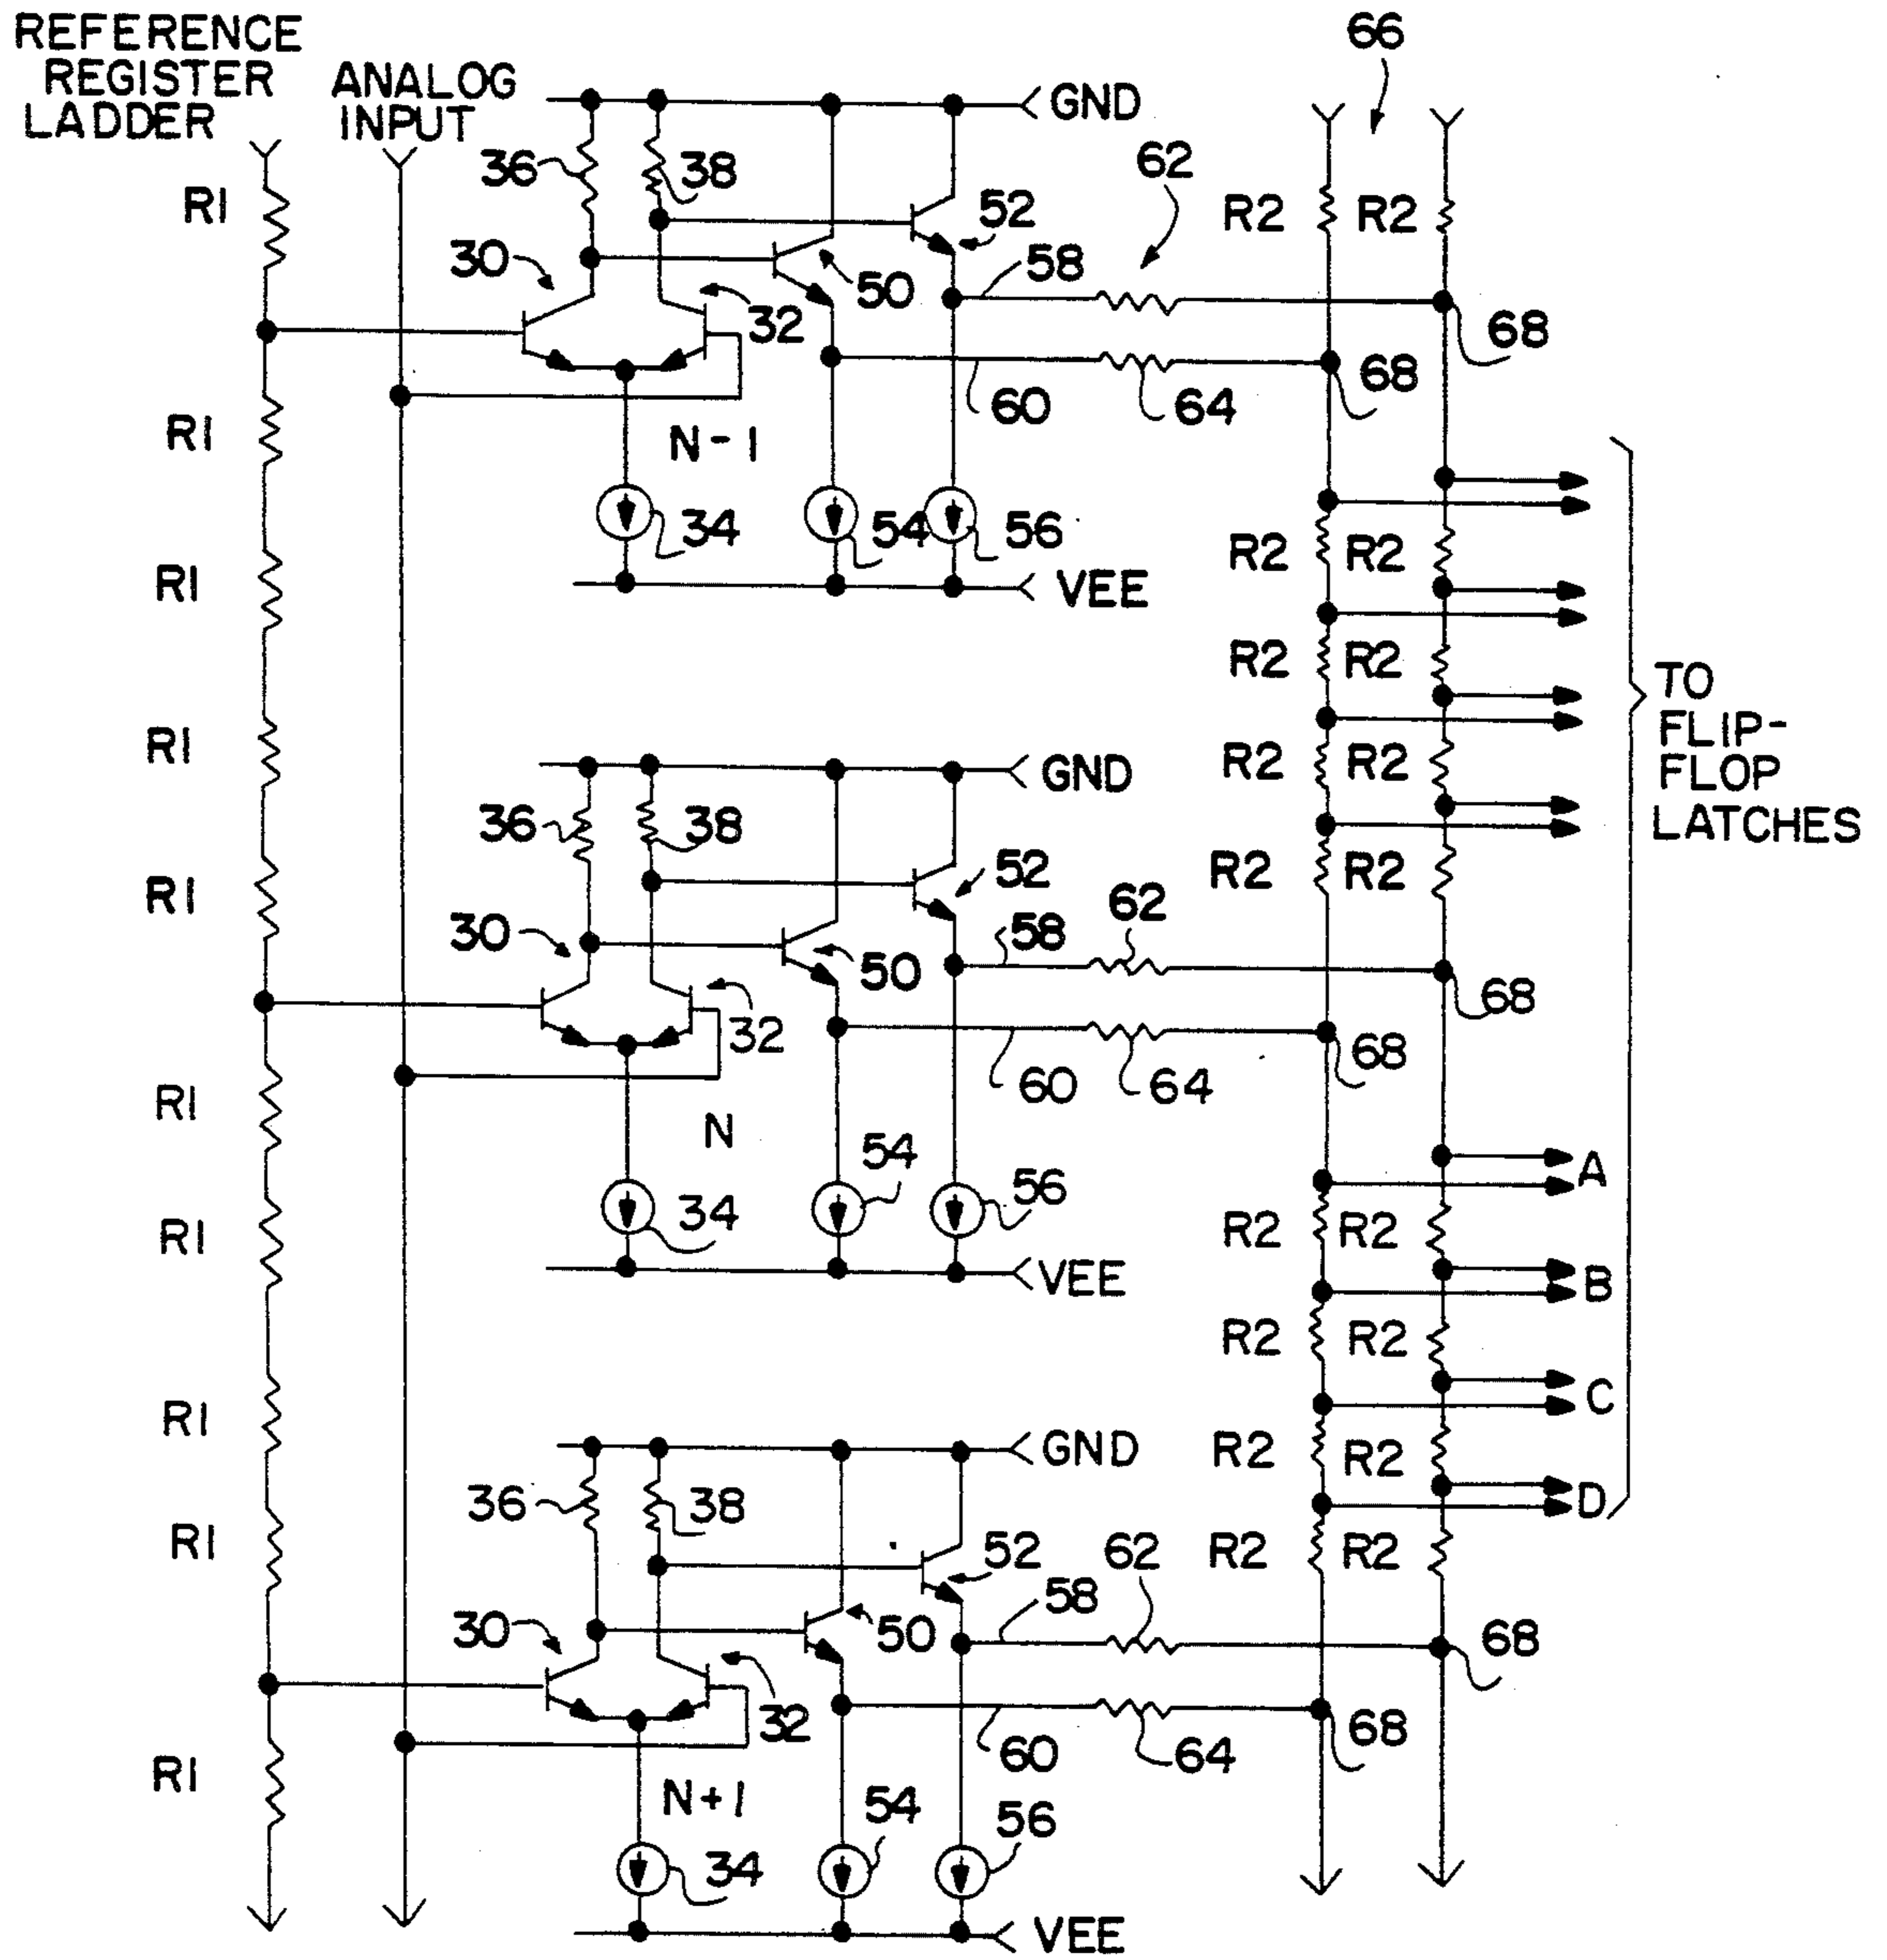 REFERENCE
REGISTER
LADDER
ANALOG
INPUT
66
GND
36
38
62
R1
52
R2
R2
30
58
50
32
68
68
60
64
R1
N-1
34
54
56
R2
R2
R1
VEE
R2
R2
TO
FLIP-
FLOP
LATCHES
R1
GND
R2
R2
36
38
R1
52
R2
R2
30
58
62
50
68
32
68
60
64
R1
N
54
A
34
56
R1
R2
R2
VEE
B
R2
R2
C
R1
GND
R2
R2
36
38
D
R1
52
62
R2
R2
58
30
50
68
32
68
60
64
R1
N+1
54
56
34
VEE